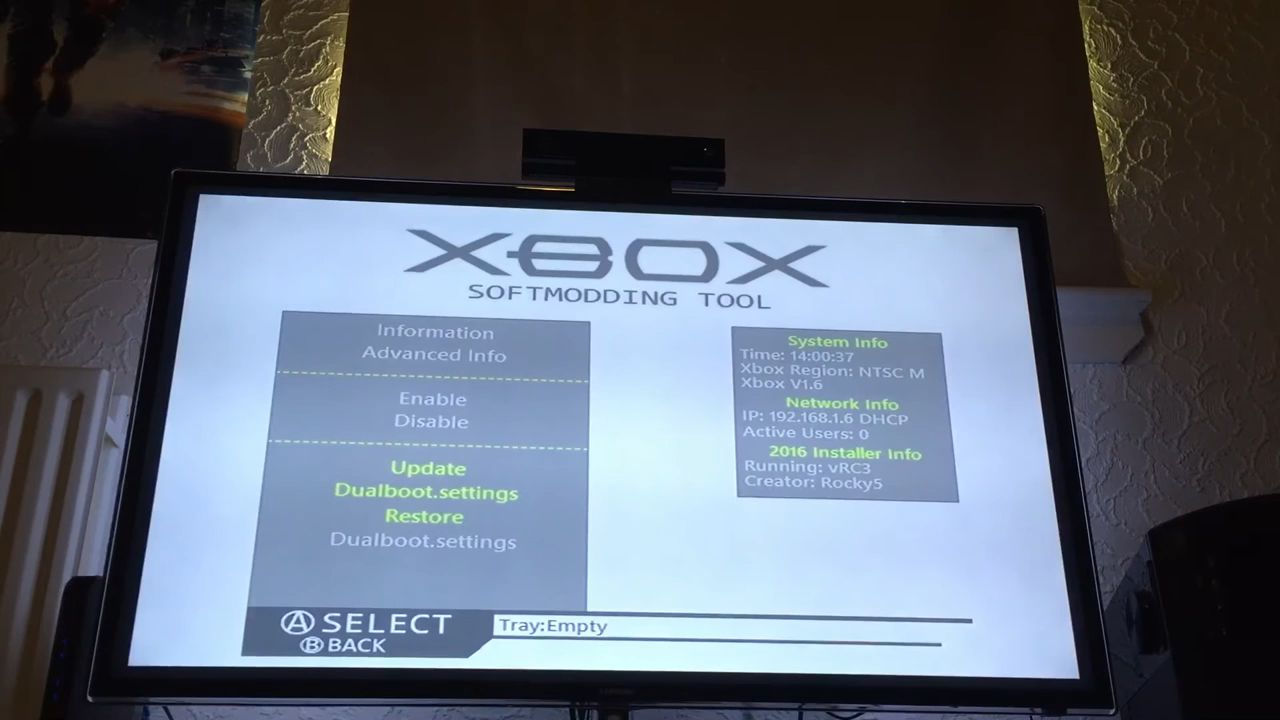 XBOX
SOFTMODDING TOOL
Information
Advanced Info
Enable
Disable
Update
Dualboot.settings
Restore
Dualboot.settings
System Info
Time: 14:00:37
Xbox Region: NTSC M
Xbox V1.6
Network Info
IP: 192.168.1.6 DHCP
Active Users: 0
2016 Installer Info
Running: vRC3
Creator: Rocky5
A SELECT
B BACK
Tray:Empty